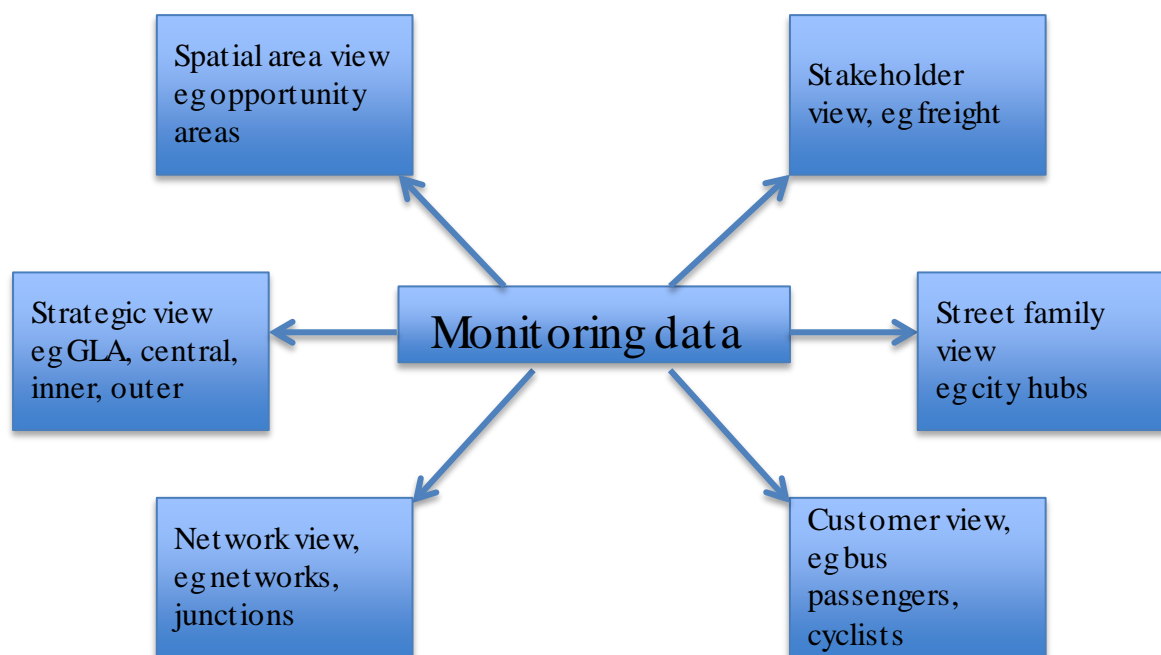 Spatial area view
eg opportunity
areas
Stakeholder
view, eg freight
Strategic view
eg GLA, central,
inner, outer
Monitoring data
Street family
view
eg city hubs
Network view,
eg networks,
junctions
Customer view,
eg bus
passengers,
cyclists